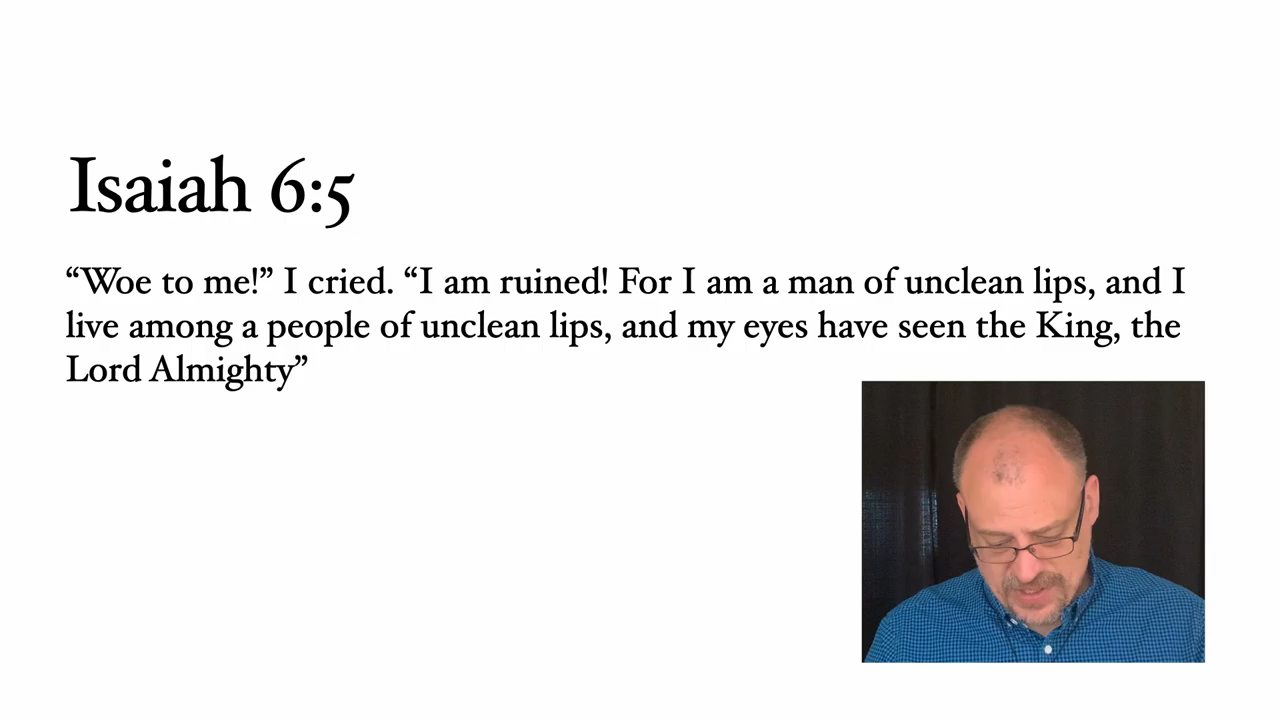 Isaiah 6:5
“Woe to me!” I cried. “I am ruined! For I am a man of unclean lips, and I
live among a people of unclean lips, and my eyes have seen the King, the
Lord Almighty”